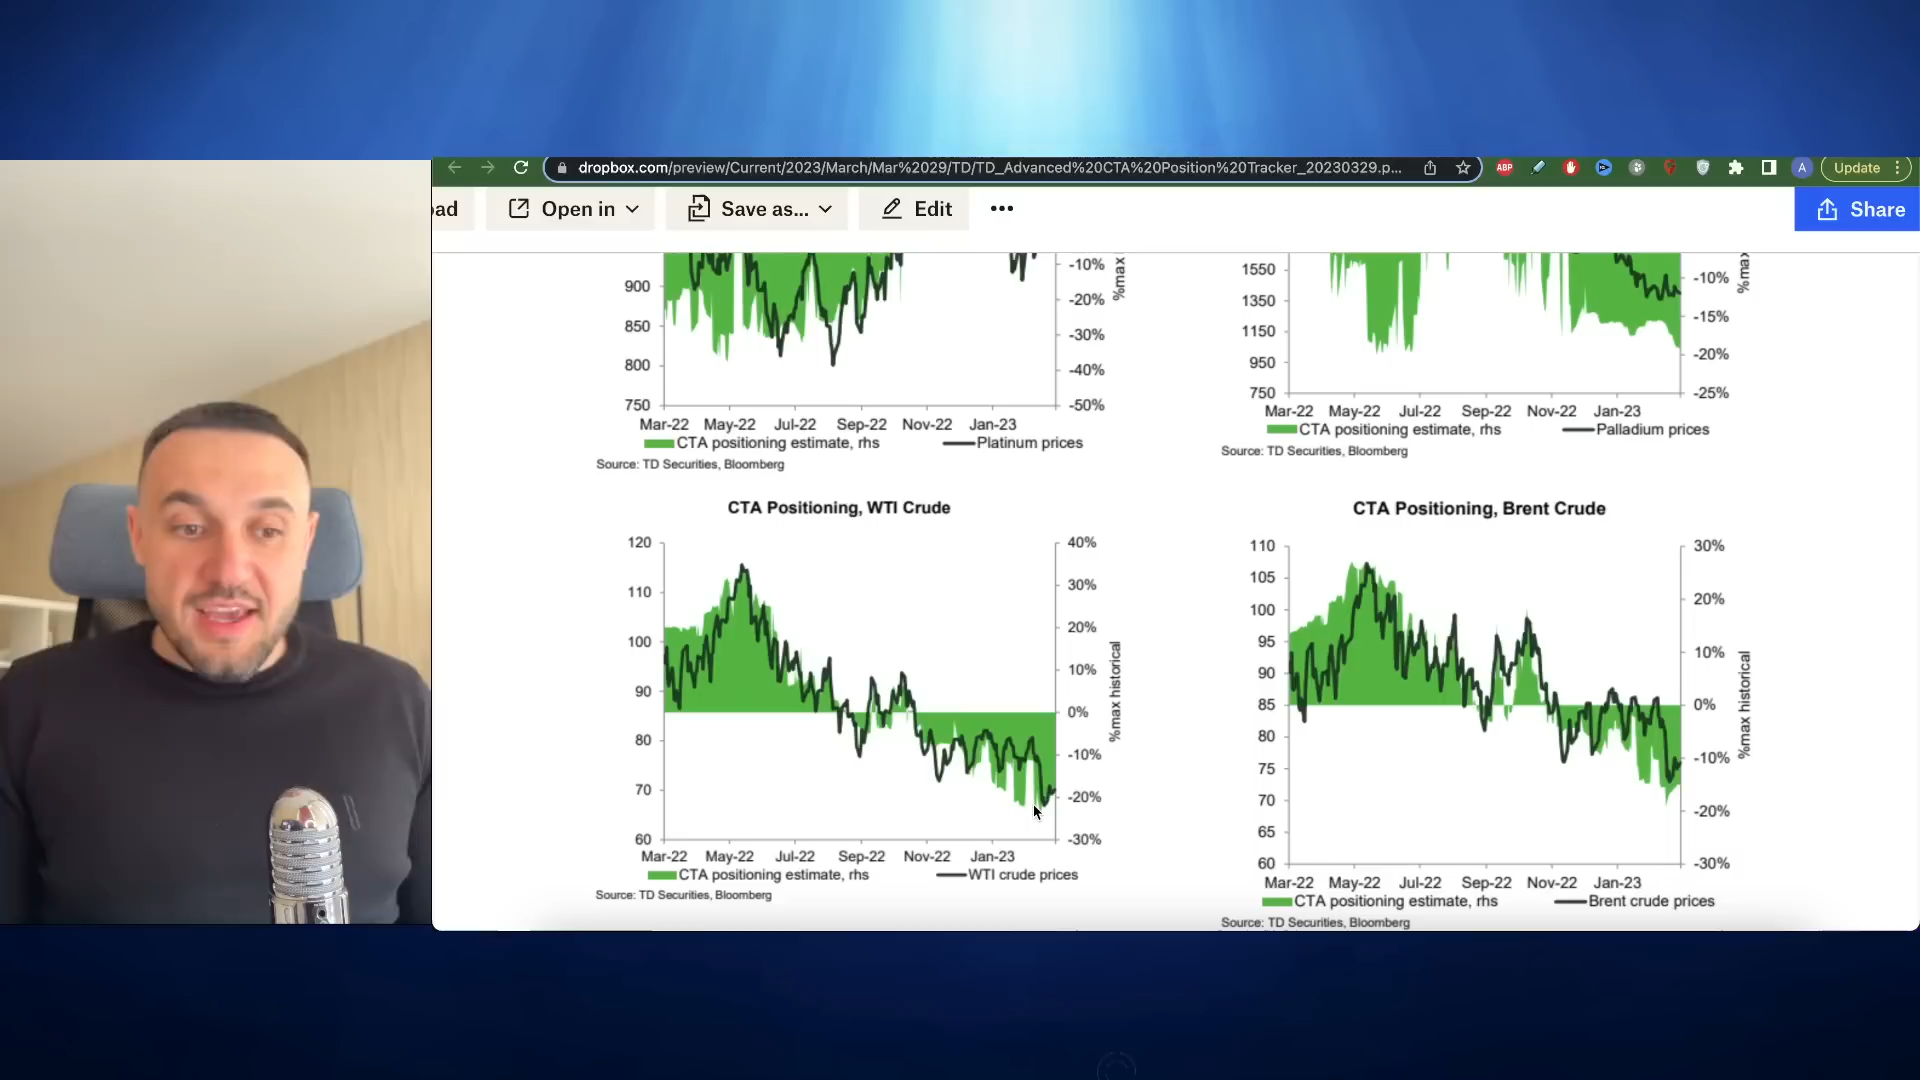 dropbox.com/preview/Current/2023/March/Mar%2029/TD/TD_Advanced%20CTA%20Position%20Tracker_20230329.p...
ABP
A
Update
ad
Open in
Save as...
Edit
Share
900
850
800
750
-10%
-20%
-30%
-40%
-50%
%max
Mar-22 May-22 Jul-22 Sep-22 Nov-22 Jan-23
CTA positioning estimate, rhs
Platinum prices
Source: TD Securities, Bloomberg
1550
1350
1150
950
750
-10%
-15%
-20%
-25%
%max
Mar-22 May-22 Jul-22 Sep-22 Nov-22 Jan-23
CTA positioning estimate, rhs
Palladium prices
Source: TD Securities, Bloomberg
CTA Positioning, WTI Crude
120
110
100
90
80
70
60
40%
30%
20%
10%
0%
-10%
-20%
-30%
%max historical
Mar-22 May-22 Jul-22 Sep-22 Nov-22 Jan-23
CTA positioning estimate, rhs
WTI crude prices
Source: TD Securities, Bloomberg
CTA Positioning, Brent Crude
110
105
100
95
90
85
80
75
70
65
60
30%
20%
10%
0%
-10%
-20%
-30%
%max historical
Mar-22 May-22 Jul-22 Sep-22 Nov-22 Jan-23
CTA positioning estimate, rhs
Brent crude prices
Source: TD Securities, Bloomberg